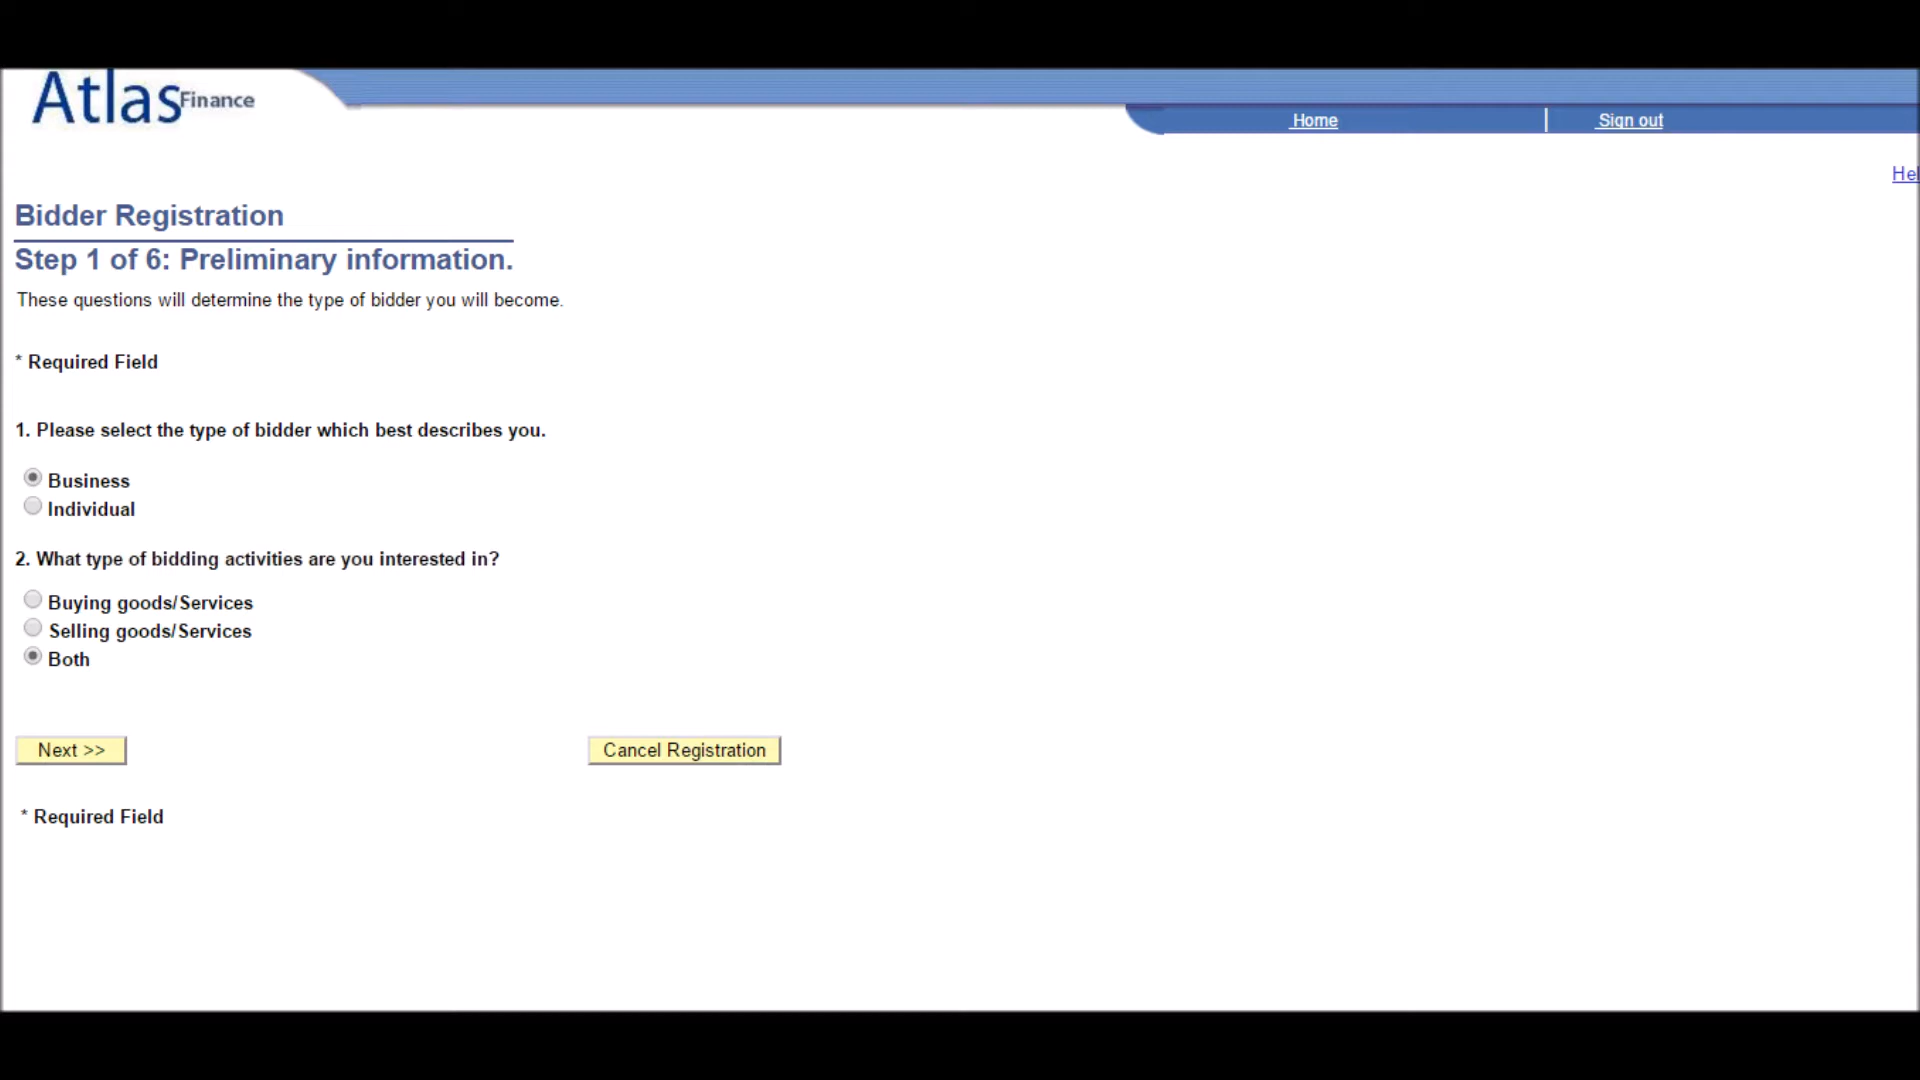 Atlas Finance
Home
Sign out
Hel
Bidder Registration
Step 1 of 6: Preliminary information.
These questions will determine the type of bidder you will become.
* Required Field
1. Please select the type of bidder which best describes you.
Business
Individual
2. What type of bidding activities are you interested in?
Buying goods/Services
Selling goods/Services
Both
Next >>
Cancel Registration
* Required Field